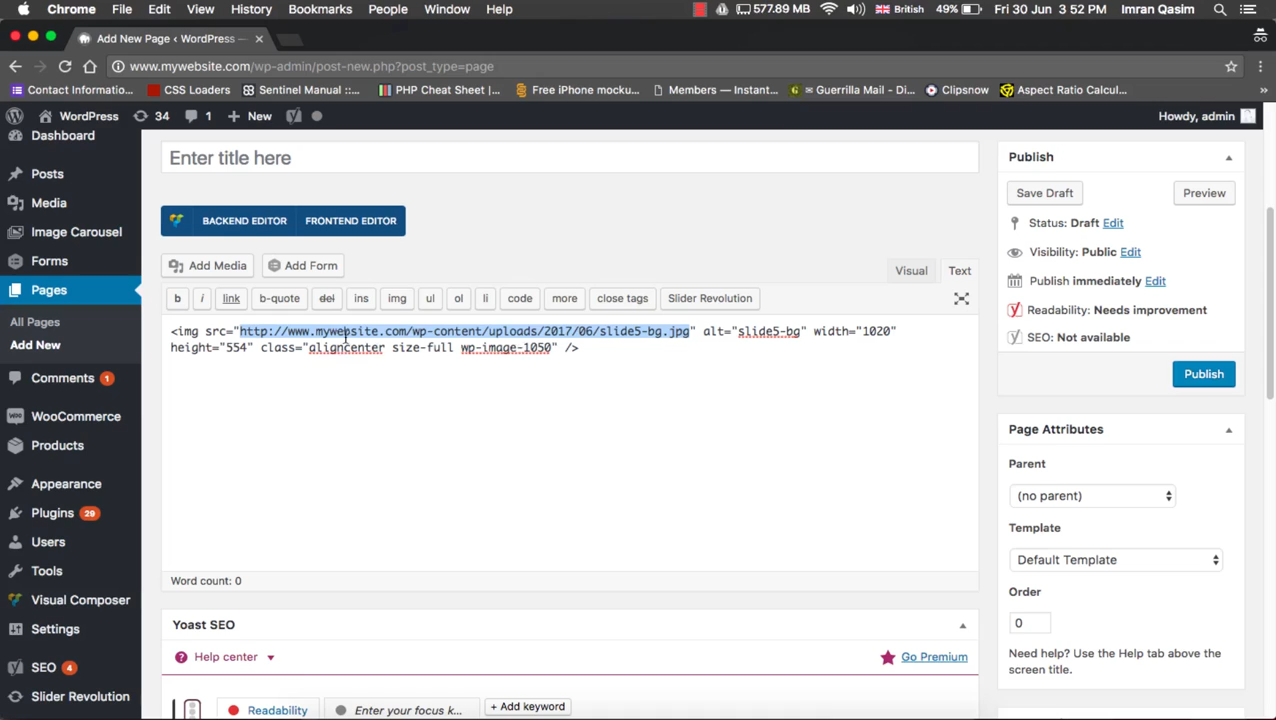 Chrome File Edit View History Bookmarks People Window Help 577.89 MB British 49% Fri 30 Jun 3:52 PM Imran Qasim
Add New Page ‹ WordPress —
www.mywebsite.com/wp-admin/post-new.php?post_type=page
Contact Informatio... CSS Loaders Sentinel Manual ::... PHP Cheat Sheet |... Free iPhone mocku... Members — Instant... Guerrilla Mail - Di... Clipsnow Aspect Ratio Calcul... »
WordPress 34 1 + New Howdy, admin
Dashboard
Posts
Media
Image Carousel
Forms
Pages
All Pages
Add New
Comments 1
WooCommerce
Products
Appearance
Plugins 29
Users
Tools
Visual Composer
Settings
SEO 4
Slider Revolution
Enter title here
BACKEND EDITOR FRONTEND EDITOR
Add Media Add Form
Visual Text
b i link b-quote del ins img ul ol li code more close tags Slider Revolution
<img src="http://www.mywebsite.com/wp-content/uploads/2017/06/slide5-bg.jpg" alt="slide5-bg" width="1020"
height="554" class="aligncenter size-full wp-image-1050" />
Word count: 0
Yoast SEO
Help center
Go Premium
Readability Enter your focus k... + Add keyword
Publish
Save Draft Preview
Status: Draft Edit
Visibility: Public Edit
Publish immediately Edit
Readability: Needs improvement
SEO: Not available
Publish
Page Attributes
Parent
(no parent)
Template
Default Template
Order
0
Need help? Use the Help tab above the
screen title.